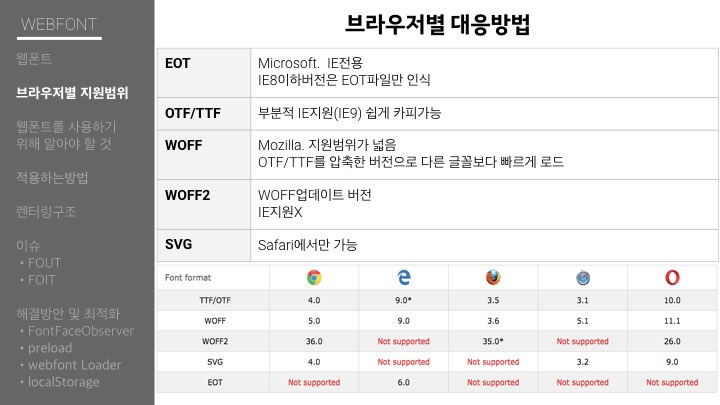 WEBFONT
웹폰트
브라우저별 지원범위
웹폰트를 사용하기
위해 알아야 할 것
적용하는방법
렌터링구조
이슈
• FOUT
• FOIT
해결방안 및 최적화
• FontFaceObserver
• preload
• webfont Loader
• localStorage
브라우저별 대응방법
EOT
Microsoft. IE전용
IE8이하버전은 EOT파일만 인식
OTF/TTF
부분적 IE지원(IE9) 쉽게 카피가능
WOFF
Mozilla. 지원범위가 넓음
OTF/TTF를 압축한 버전으로 다른 글꼴보다 빠르게 로드
WOFF2
WOFF업데이트 버전
IE지원X
SVG
Safari에서만 가능
Font format
TTF/OTF 4.0 9.0* 3.5 3.1 10.0
WOFF 5.0 9.0 3.6 5.1 11.1
WOFF2 36.0 Not supported 35.0* Not supported 26.0
SVG 4.0 Not supported Not supported 3.2 9.0
EOT Not supported 6.0 Not supported Not supported Not supported